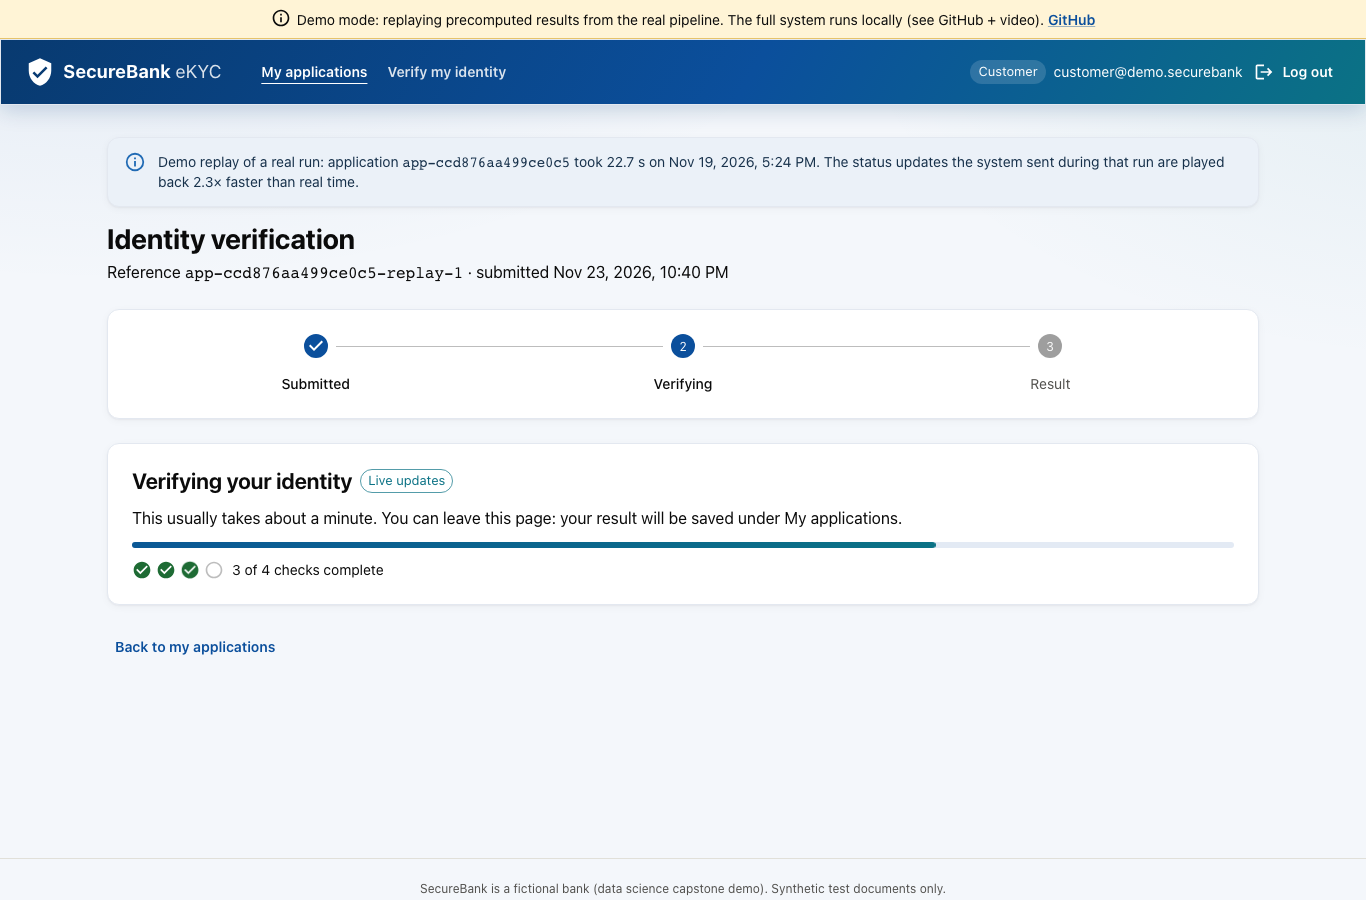 Demo mode: replaying precomputed results from the real pipeline. The full system runs locally (see GitHub + video). GitHub
SecureBank eKYC
My applications
Verify my identity
Customer
customer@demo.securebank
Log out
Demo replay of a real run: application app-ccd876aa499ce0c5 took 22.7 s on Nov 19, 2026, 5:24 PM. The status updates the system sent during that run are played
back 2.3× faster than real time.
Identity verification
Reference app-ccd876aa499ce0c5-replay-1 · submitted Nov 23, 2026, 10:40 PM
2
3
Submitted
Verifying
Result
Verifying your identity
Live updates
This usually takes about a minute. You can leave this page: your result will be saved under My applications.
3 of 4 checks complete
Back to my applications
SecureBank is a fictional bank (data science capstone demo). Synthetic test documents only.